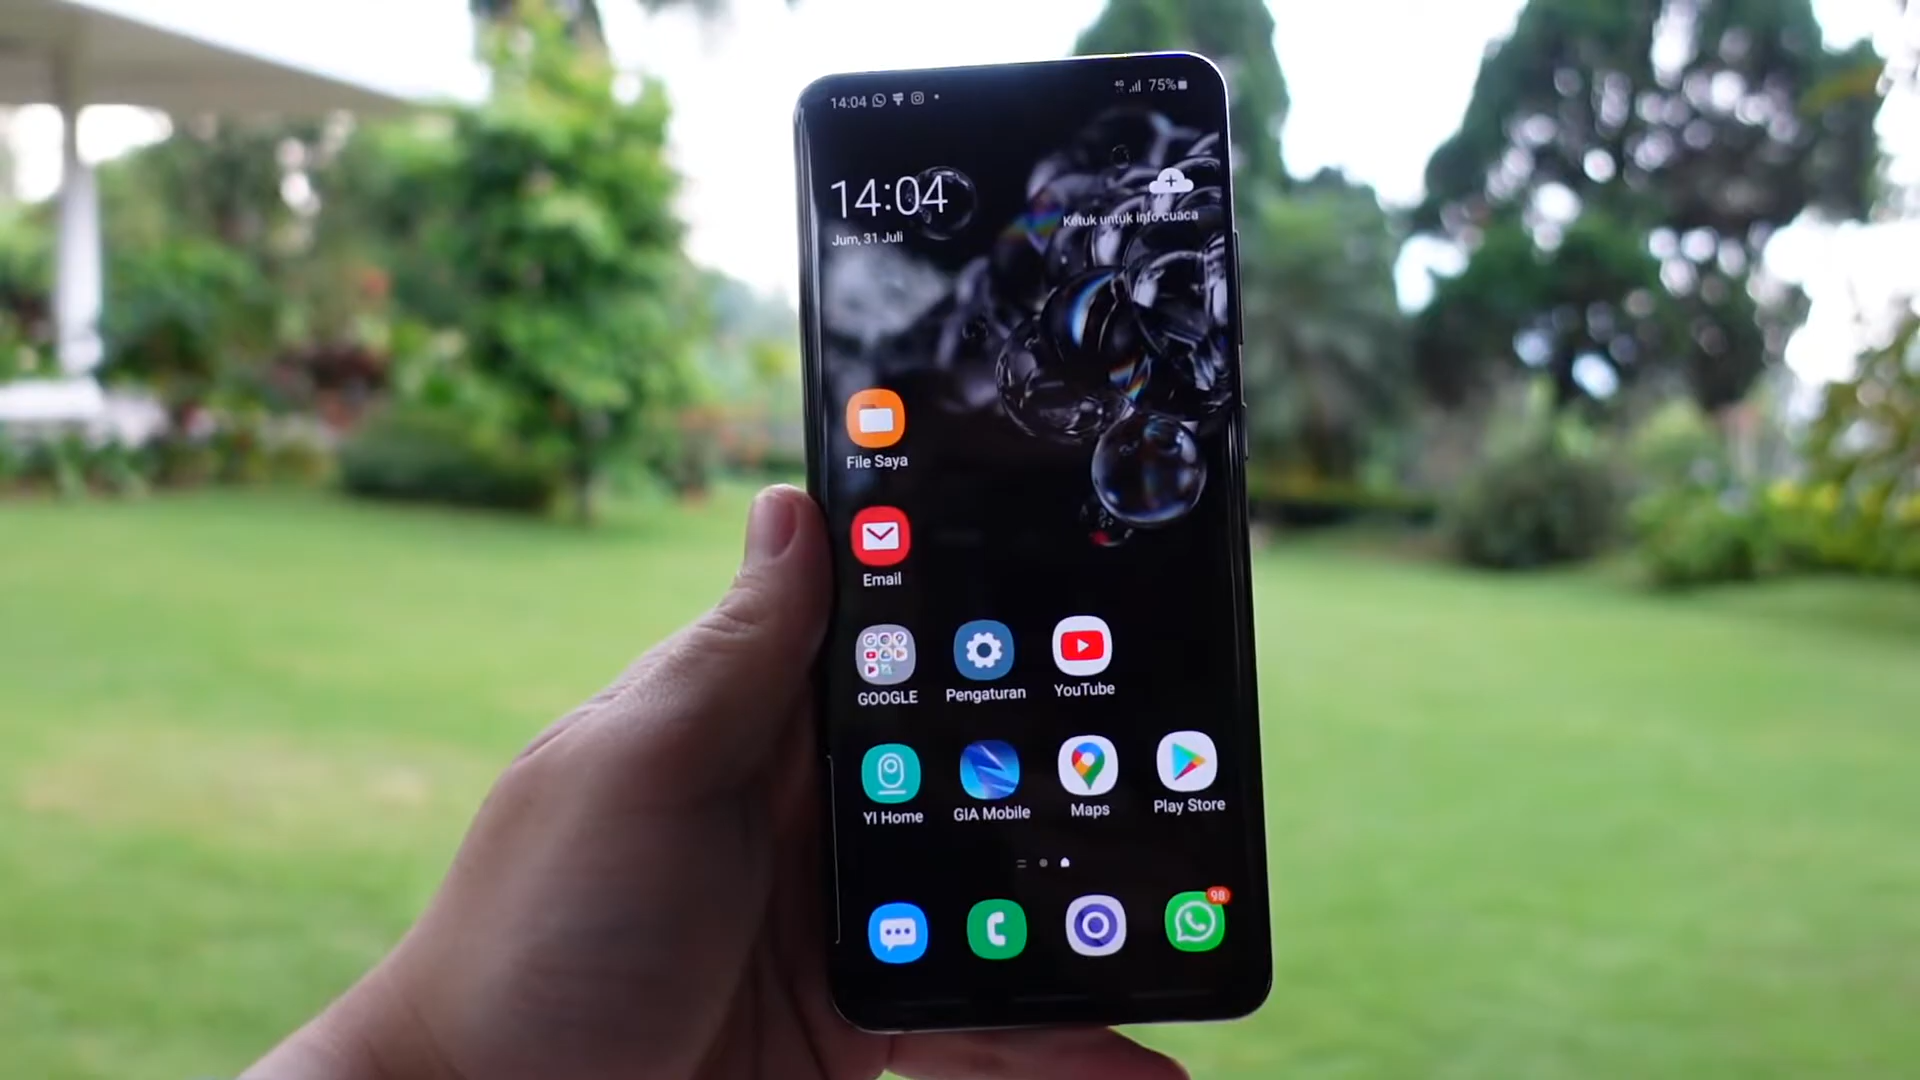 14:04
4G
75%
14:04
Jum, 31 Juli
Ketuk untuk info cuaca
File Saya
Email
GOOGLE
Pengaturan
YouTube
YI Home
GIA Mobile
Maps
Play Store
98